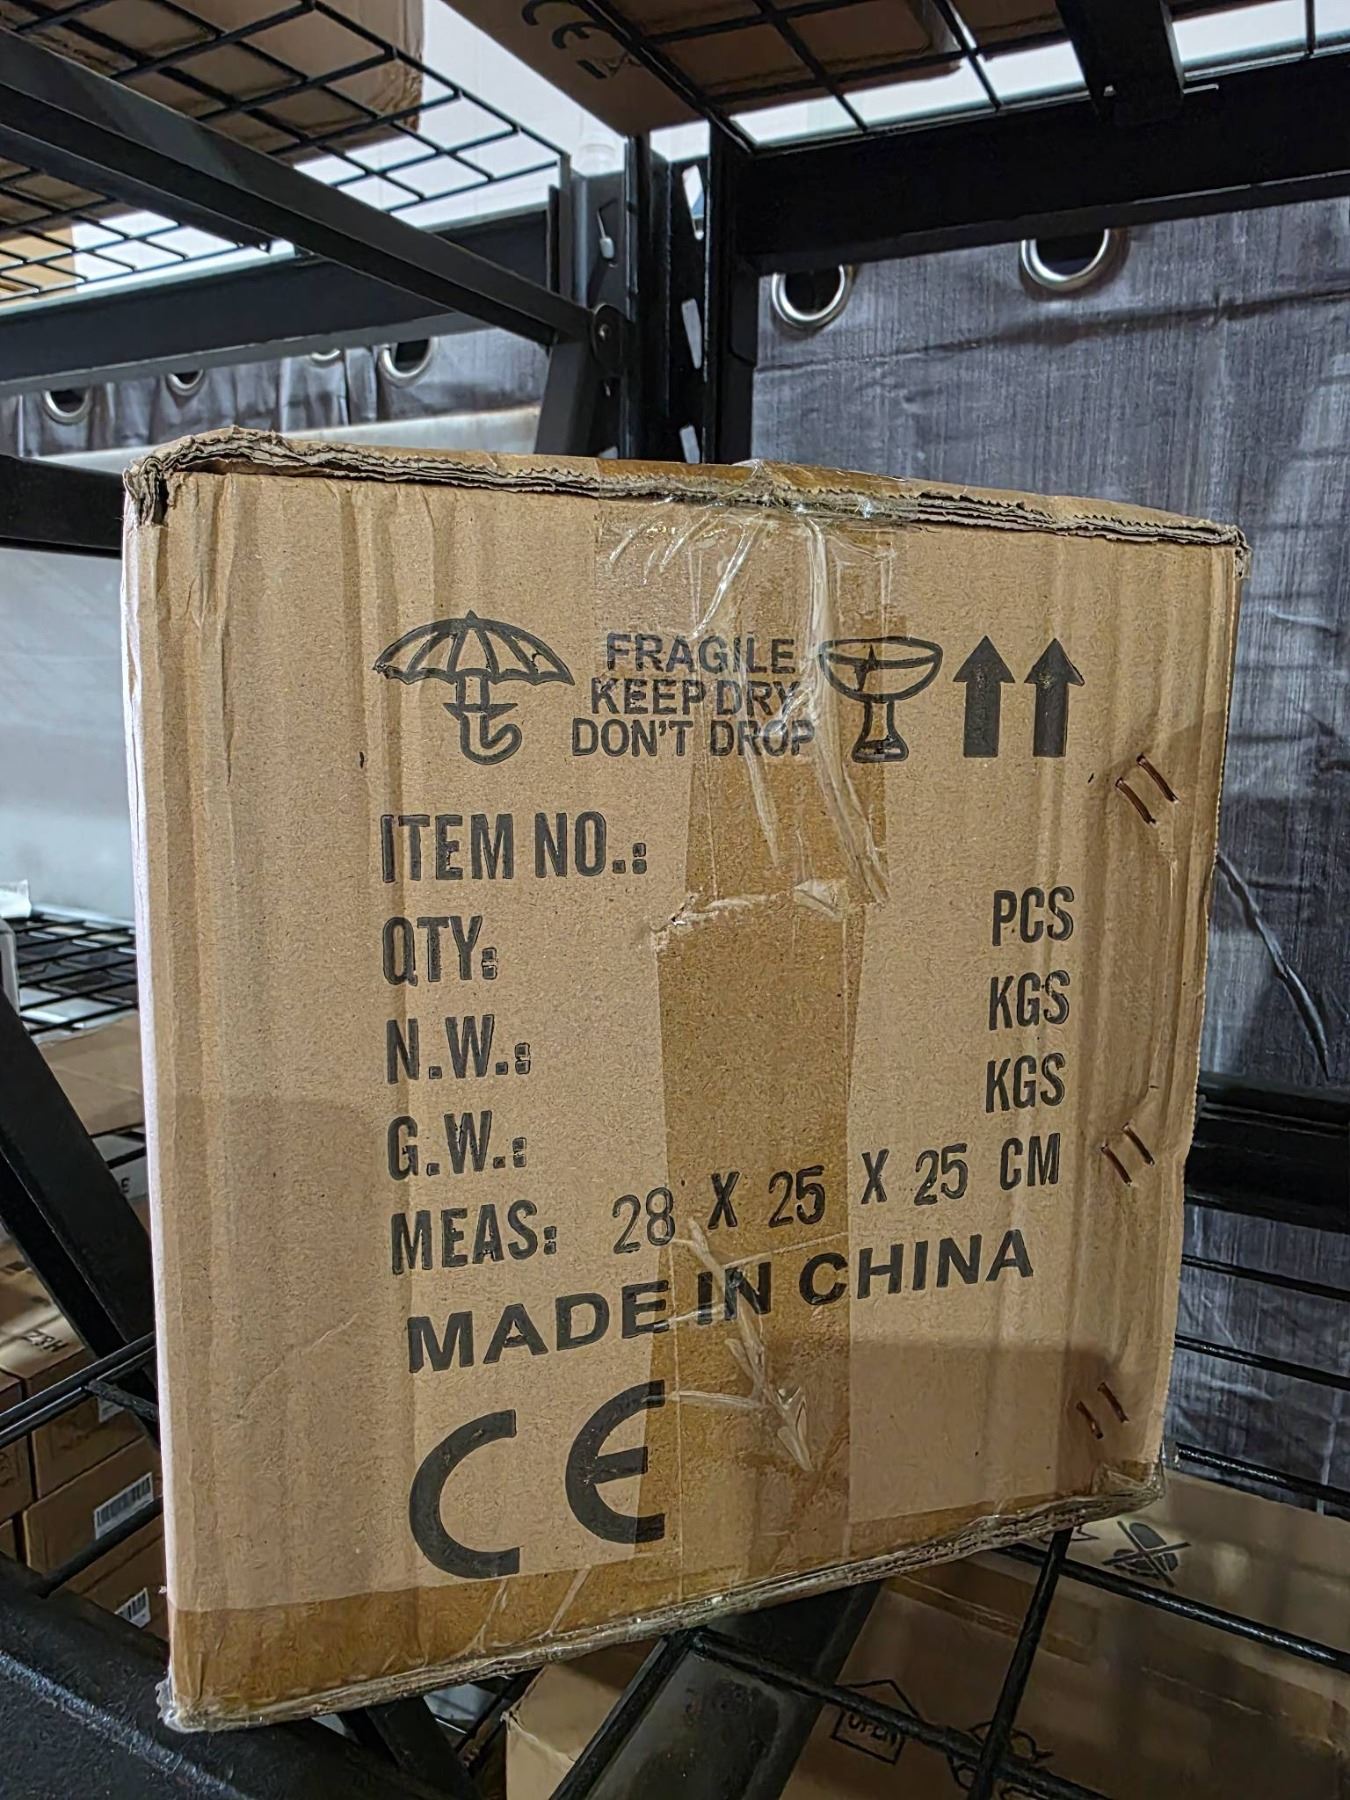 FRAGILE
KEEP DRY
DON'T DROP
ITEM NO.:
QTY: PCS
N.W.: KGS
G.W.: KGS
MEAS: 28 X 25 X 25 CM
MADE IN CHINA
CE
OPEN